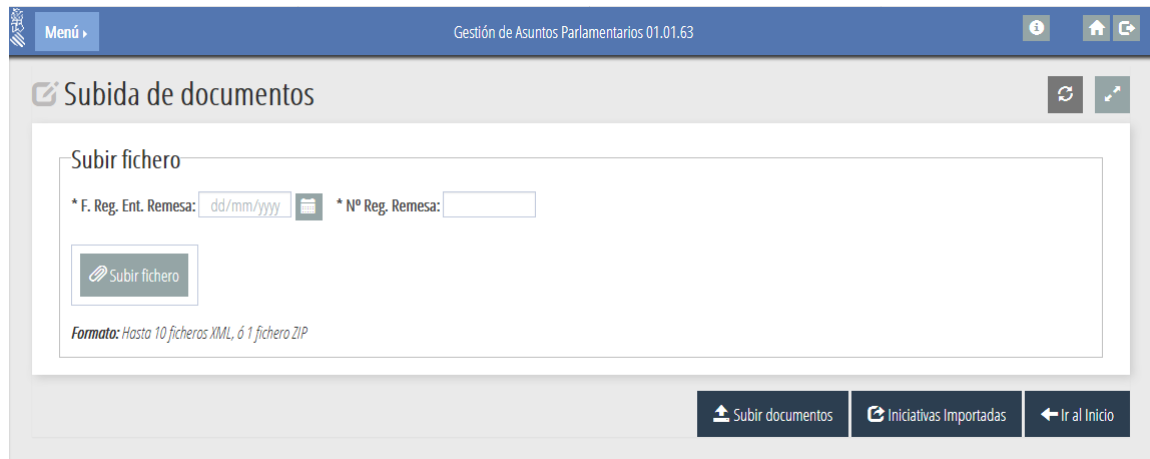 Menú
Gestión de Asuntos Parlamentarios 01.01.63
Subida de documentos
Subir fichero
* F. Reg. Ent. Remesa: dd/mm/yyyy * Nº Reg. Remesa:
Subir fichero
Formato: Hasta 10 ficheros XML, ó 1 fichero ZIP
Subir documentos Iniciativas Importadas Ir al Inicio